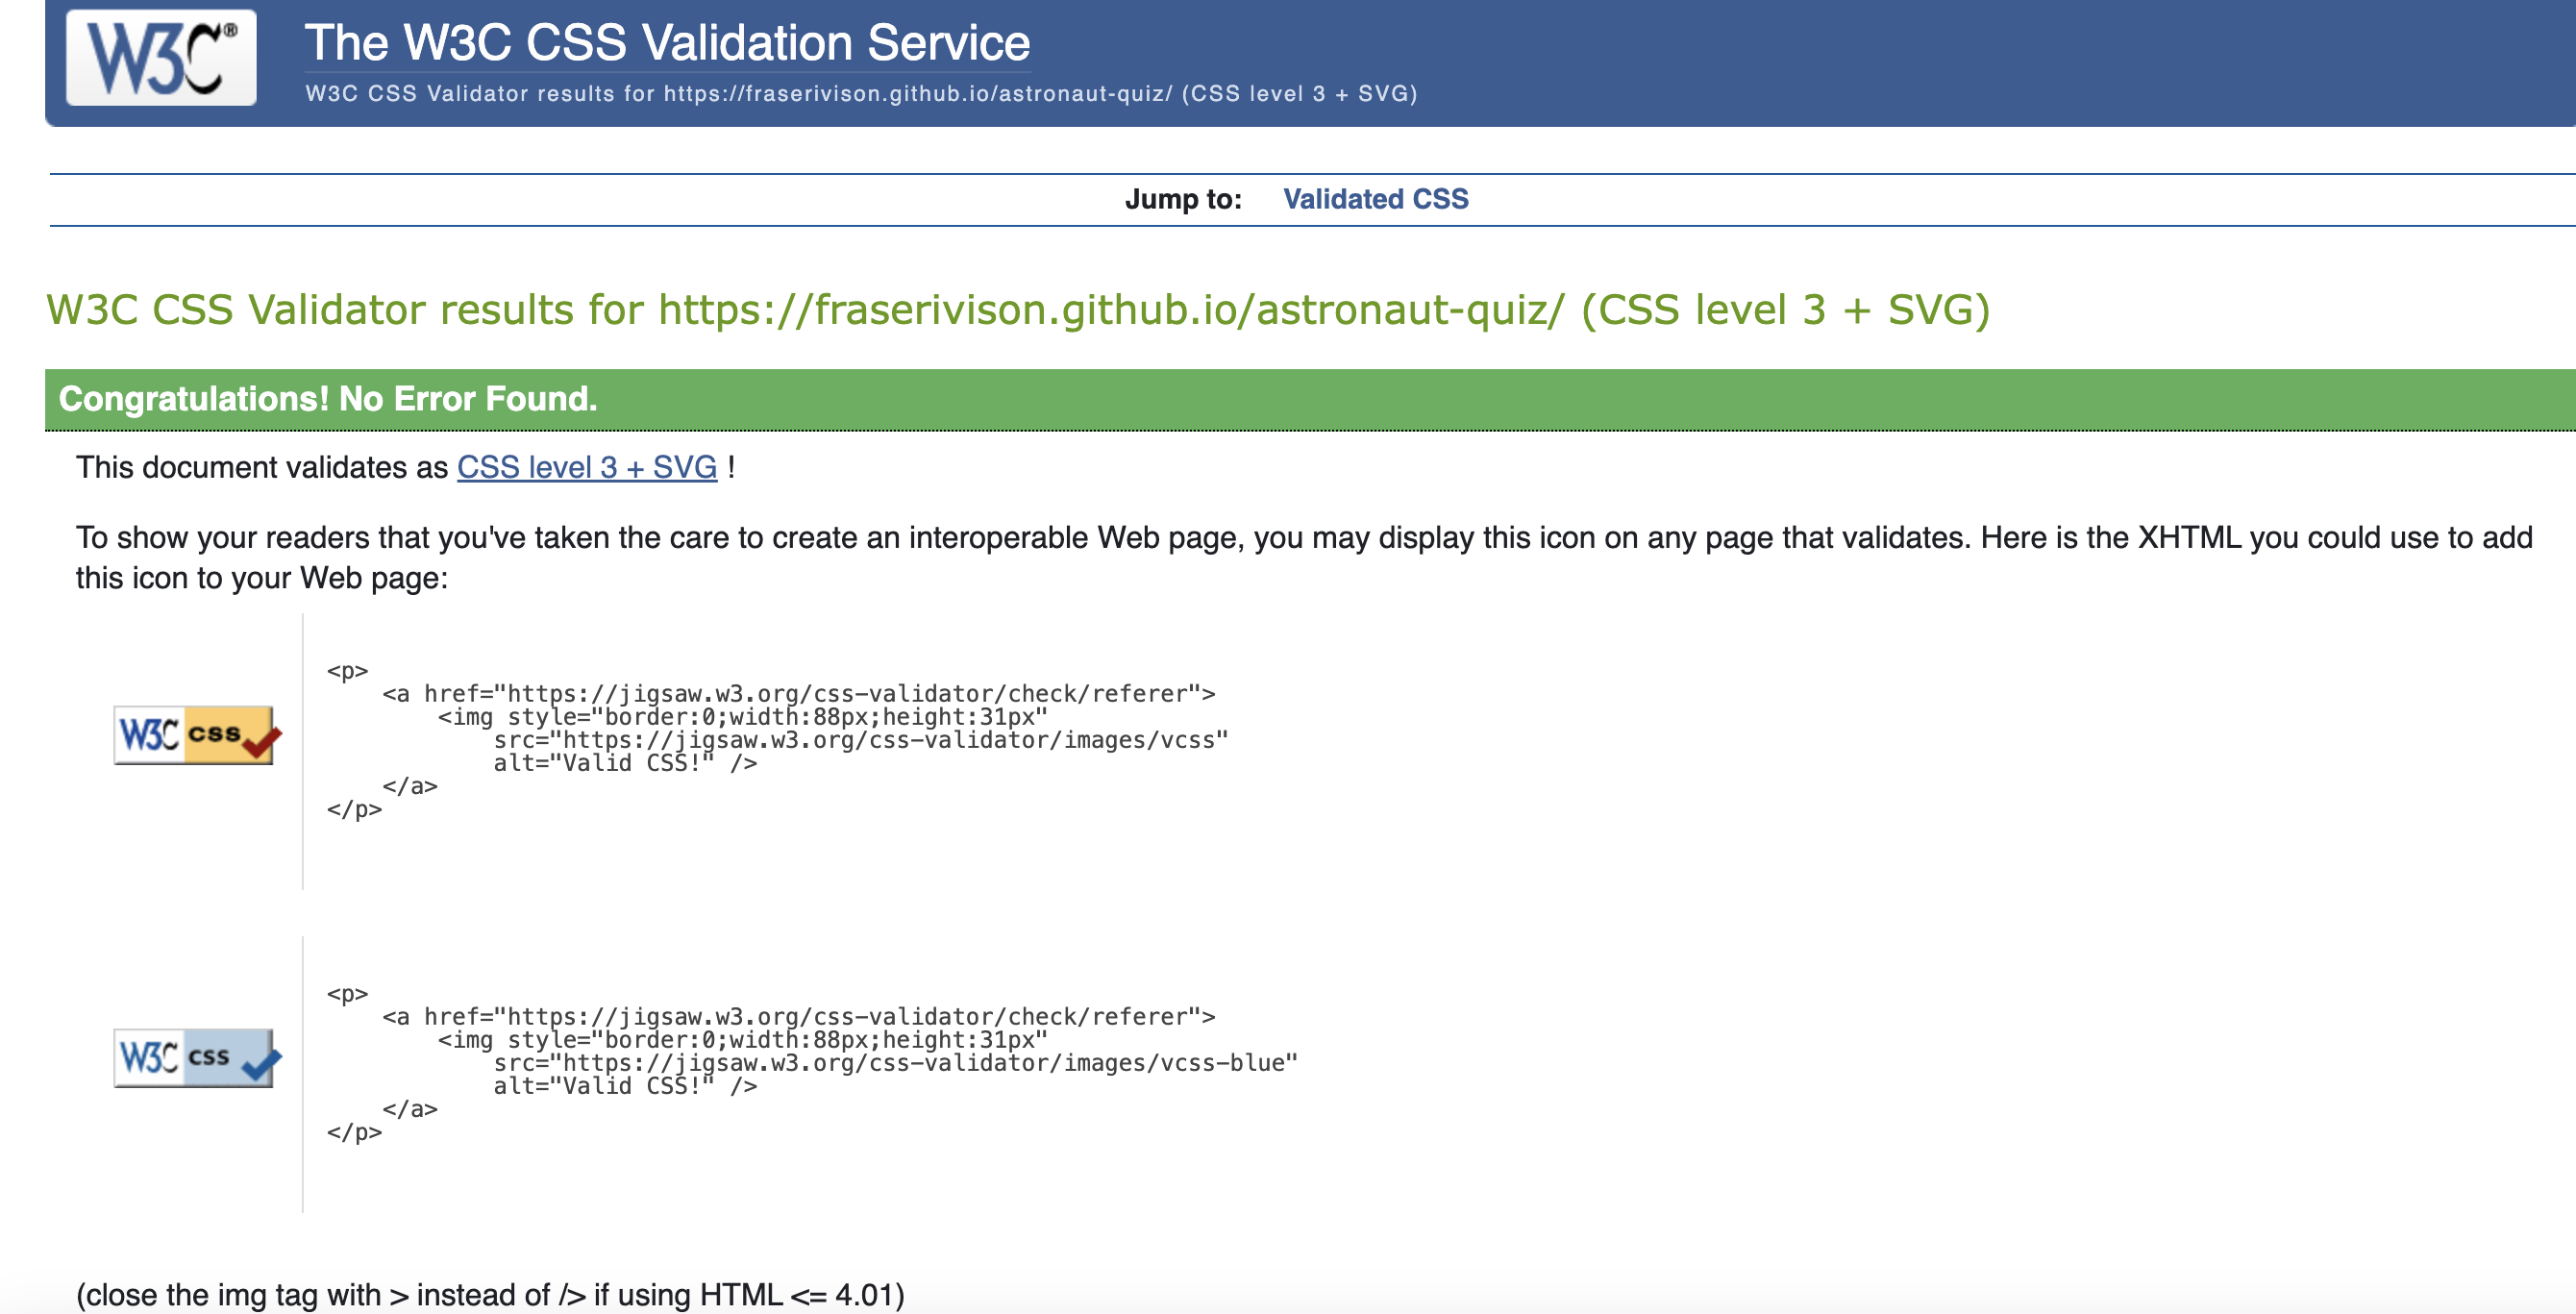 W3C®
The W3C CSS Validation Service
W3C CSS Validator results for https://fraserivison.github.io/astronaut-quiz/ (CSS level 3 + SVG)
Jump to: Validated CSS
W3C CSS Validator results for https://fraserivison.github.io/astronaut-quiz/ (CSS level 3 + SVG)
Congratulations! No Error Found.
This document validates as CSS level 3 + SVG !
To show your readers that you've taken the care to create an interoperable Web page, you may display this icon on any page that validates. Here is the XHTML you could use to add
this icon to your Web page:
W3C css
<p>
    <a href="https://jigsaw.w3.org/css-validator/check/referer">
        <img style="border:0;width:88px;height:31px"
            src="https://jigsaw.w3.org/css-validator/images/vcss"
            alt="Valid CSS!" />
    </a>
</p>
W3C css
<p>
    <a href="https://jigsaw.w3.org/css-validator/check/referer">
        <img style="border:0;width:88px;height:31px"
            src="https://jigsaw.w3.org/css-validator/images/vcss-blue"
            alt="Valid CSS!" />
    </a>
</p>
(close the img tag with > instead of /> if using HTML <= 4.01)